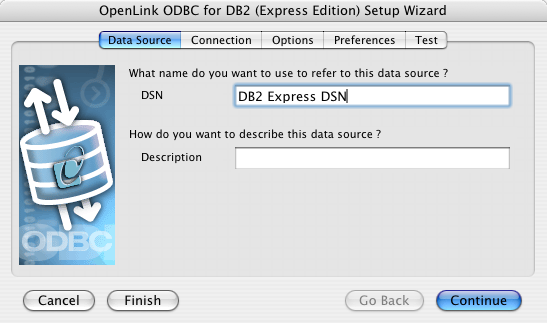 OpenLink ODBC for DB2 (Express Edition) Setup Wizard
Data Source Connection Options Preferences Test
What name do you want to use to refer to this data source ?
DSN DB2 Express DSN
How do you want to describe this data source ?
Description
ODBC
Cancel Finish Go Back Continue